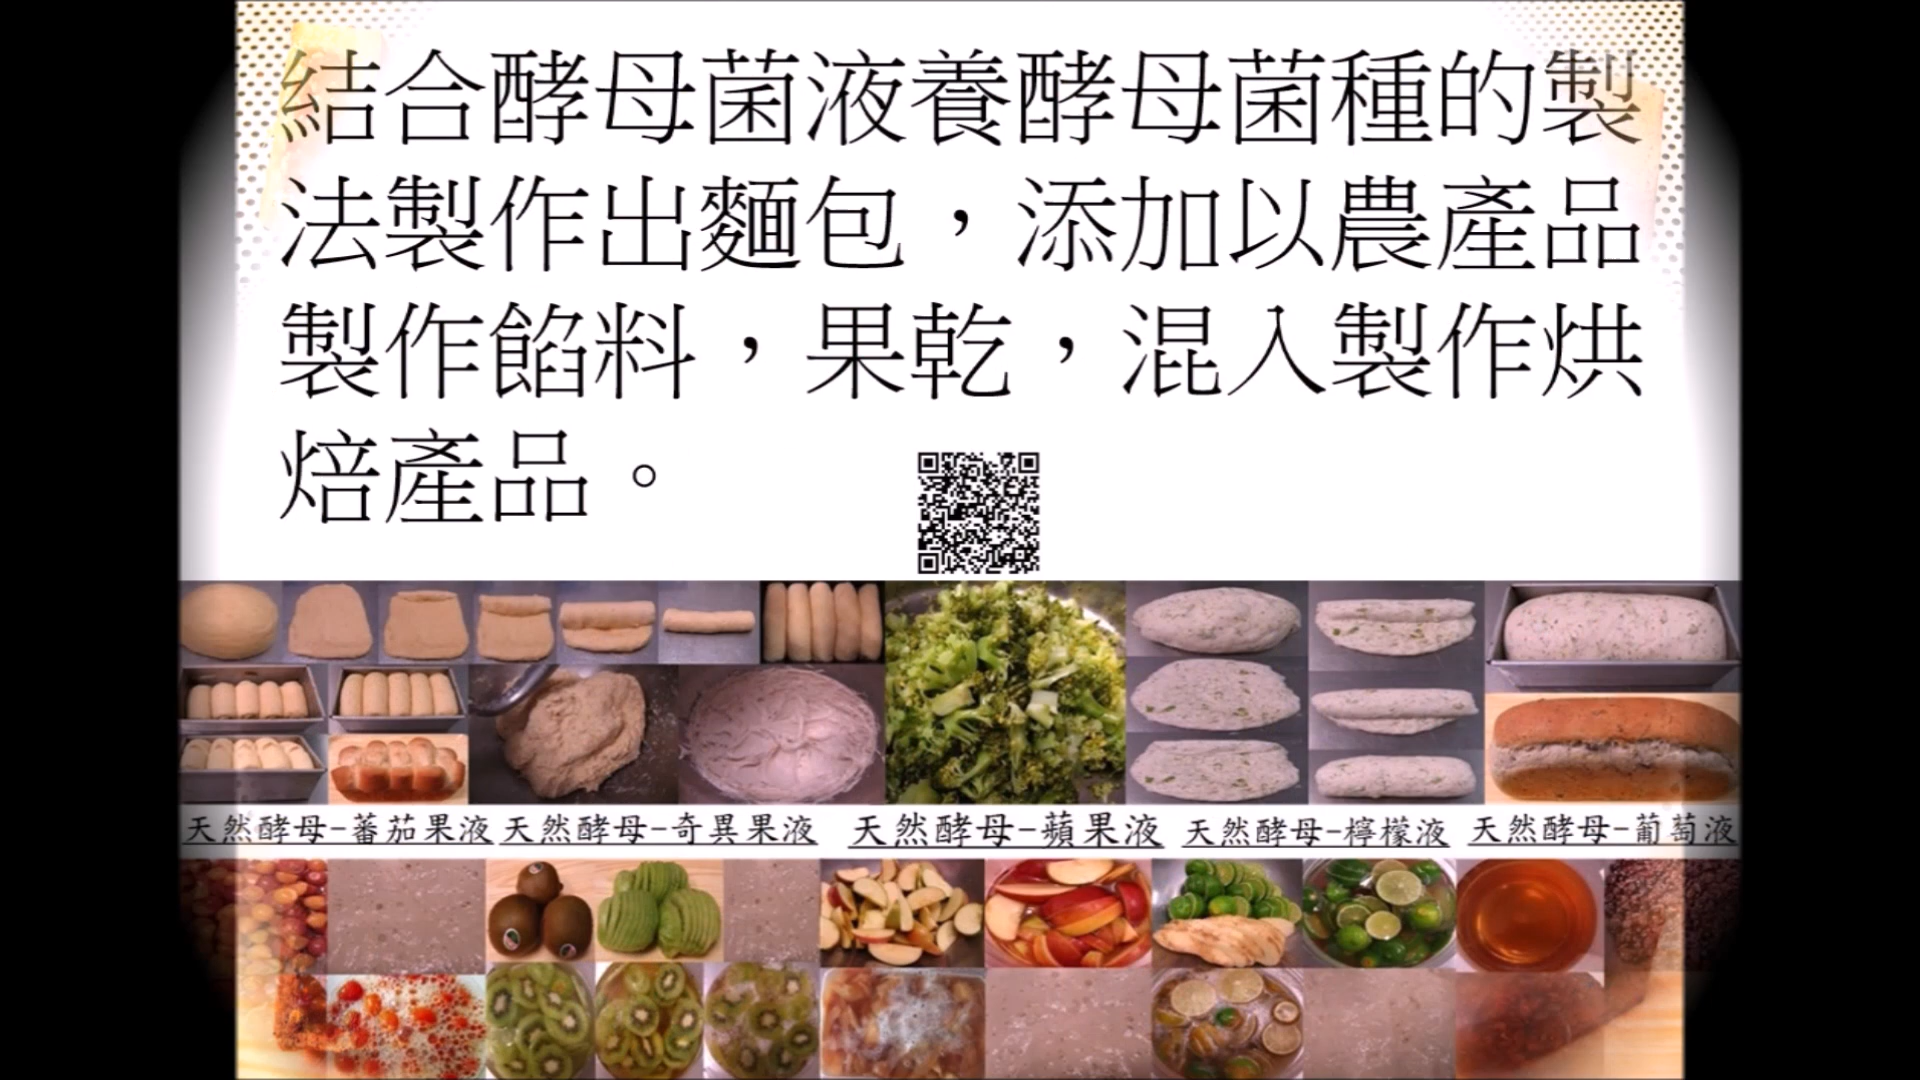 結合酵母菌液養酵母菌種的製
法製作出麵包，添加以農產品
製作餡料，果乾，混入製作烘
焙產品。
天然酵母-蕃茄果液 天然酵母-奇異果液 天然酵母-蘋果液 天然酵母-檸檬液 天然酵母-葡萄液